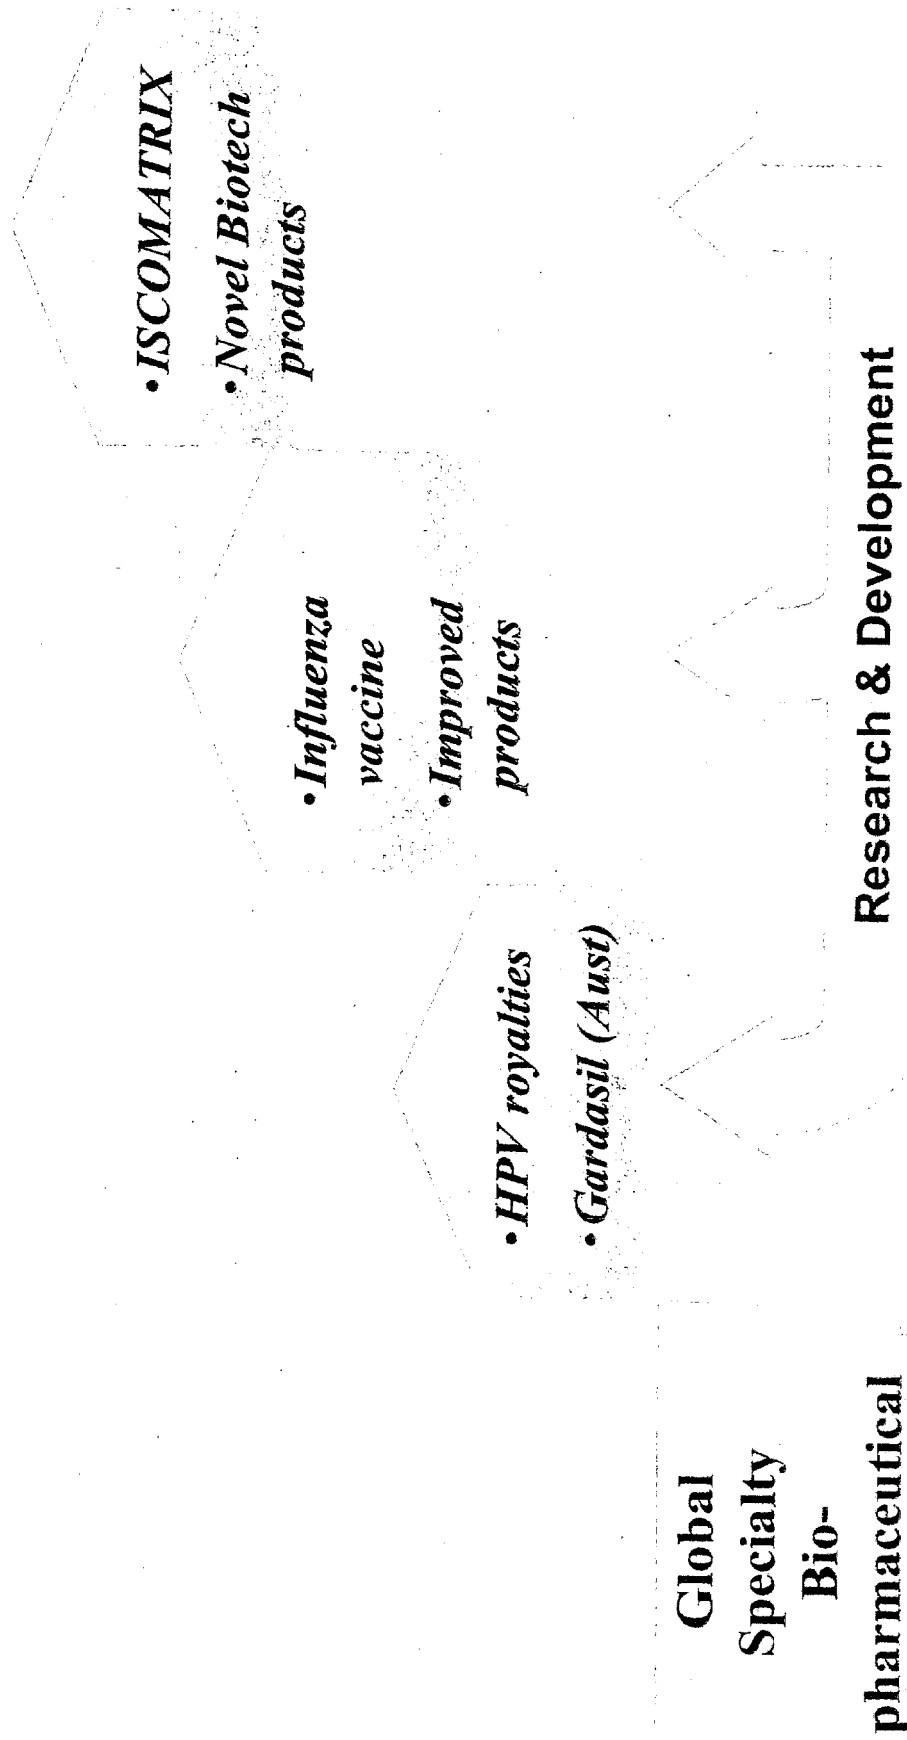 Global
Specialty
Bio-
pharmaceutical
• HPV royalties
• Gardasil (Aust)
• Influenza
vaccine
• Improved
products
• ISCOMATRIX
• Novel Biotech
products
Research & Development